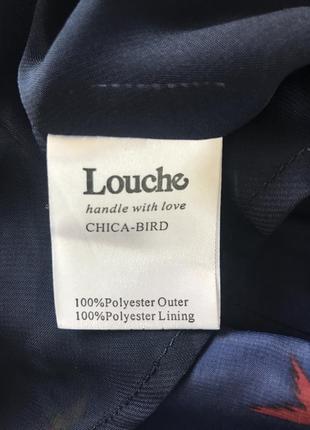 Louche
handle with love
CHICA-BIRD
100%Polyester Outer
100%Polyester Lining